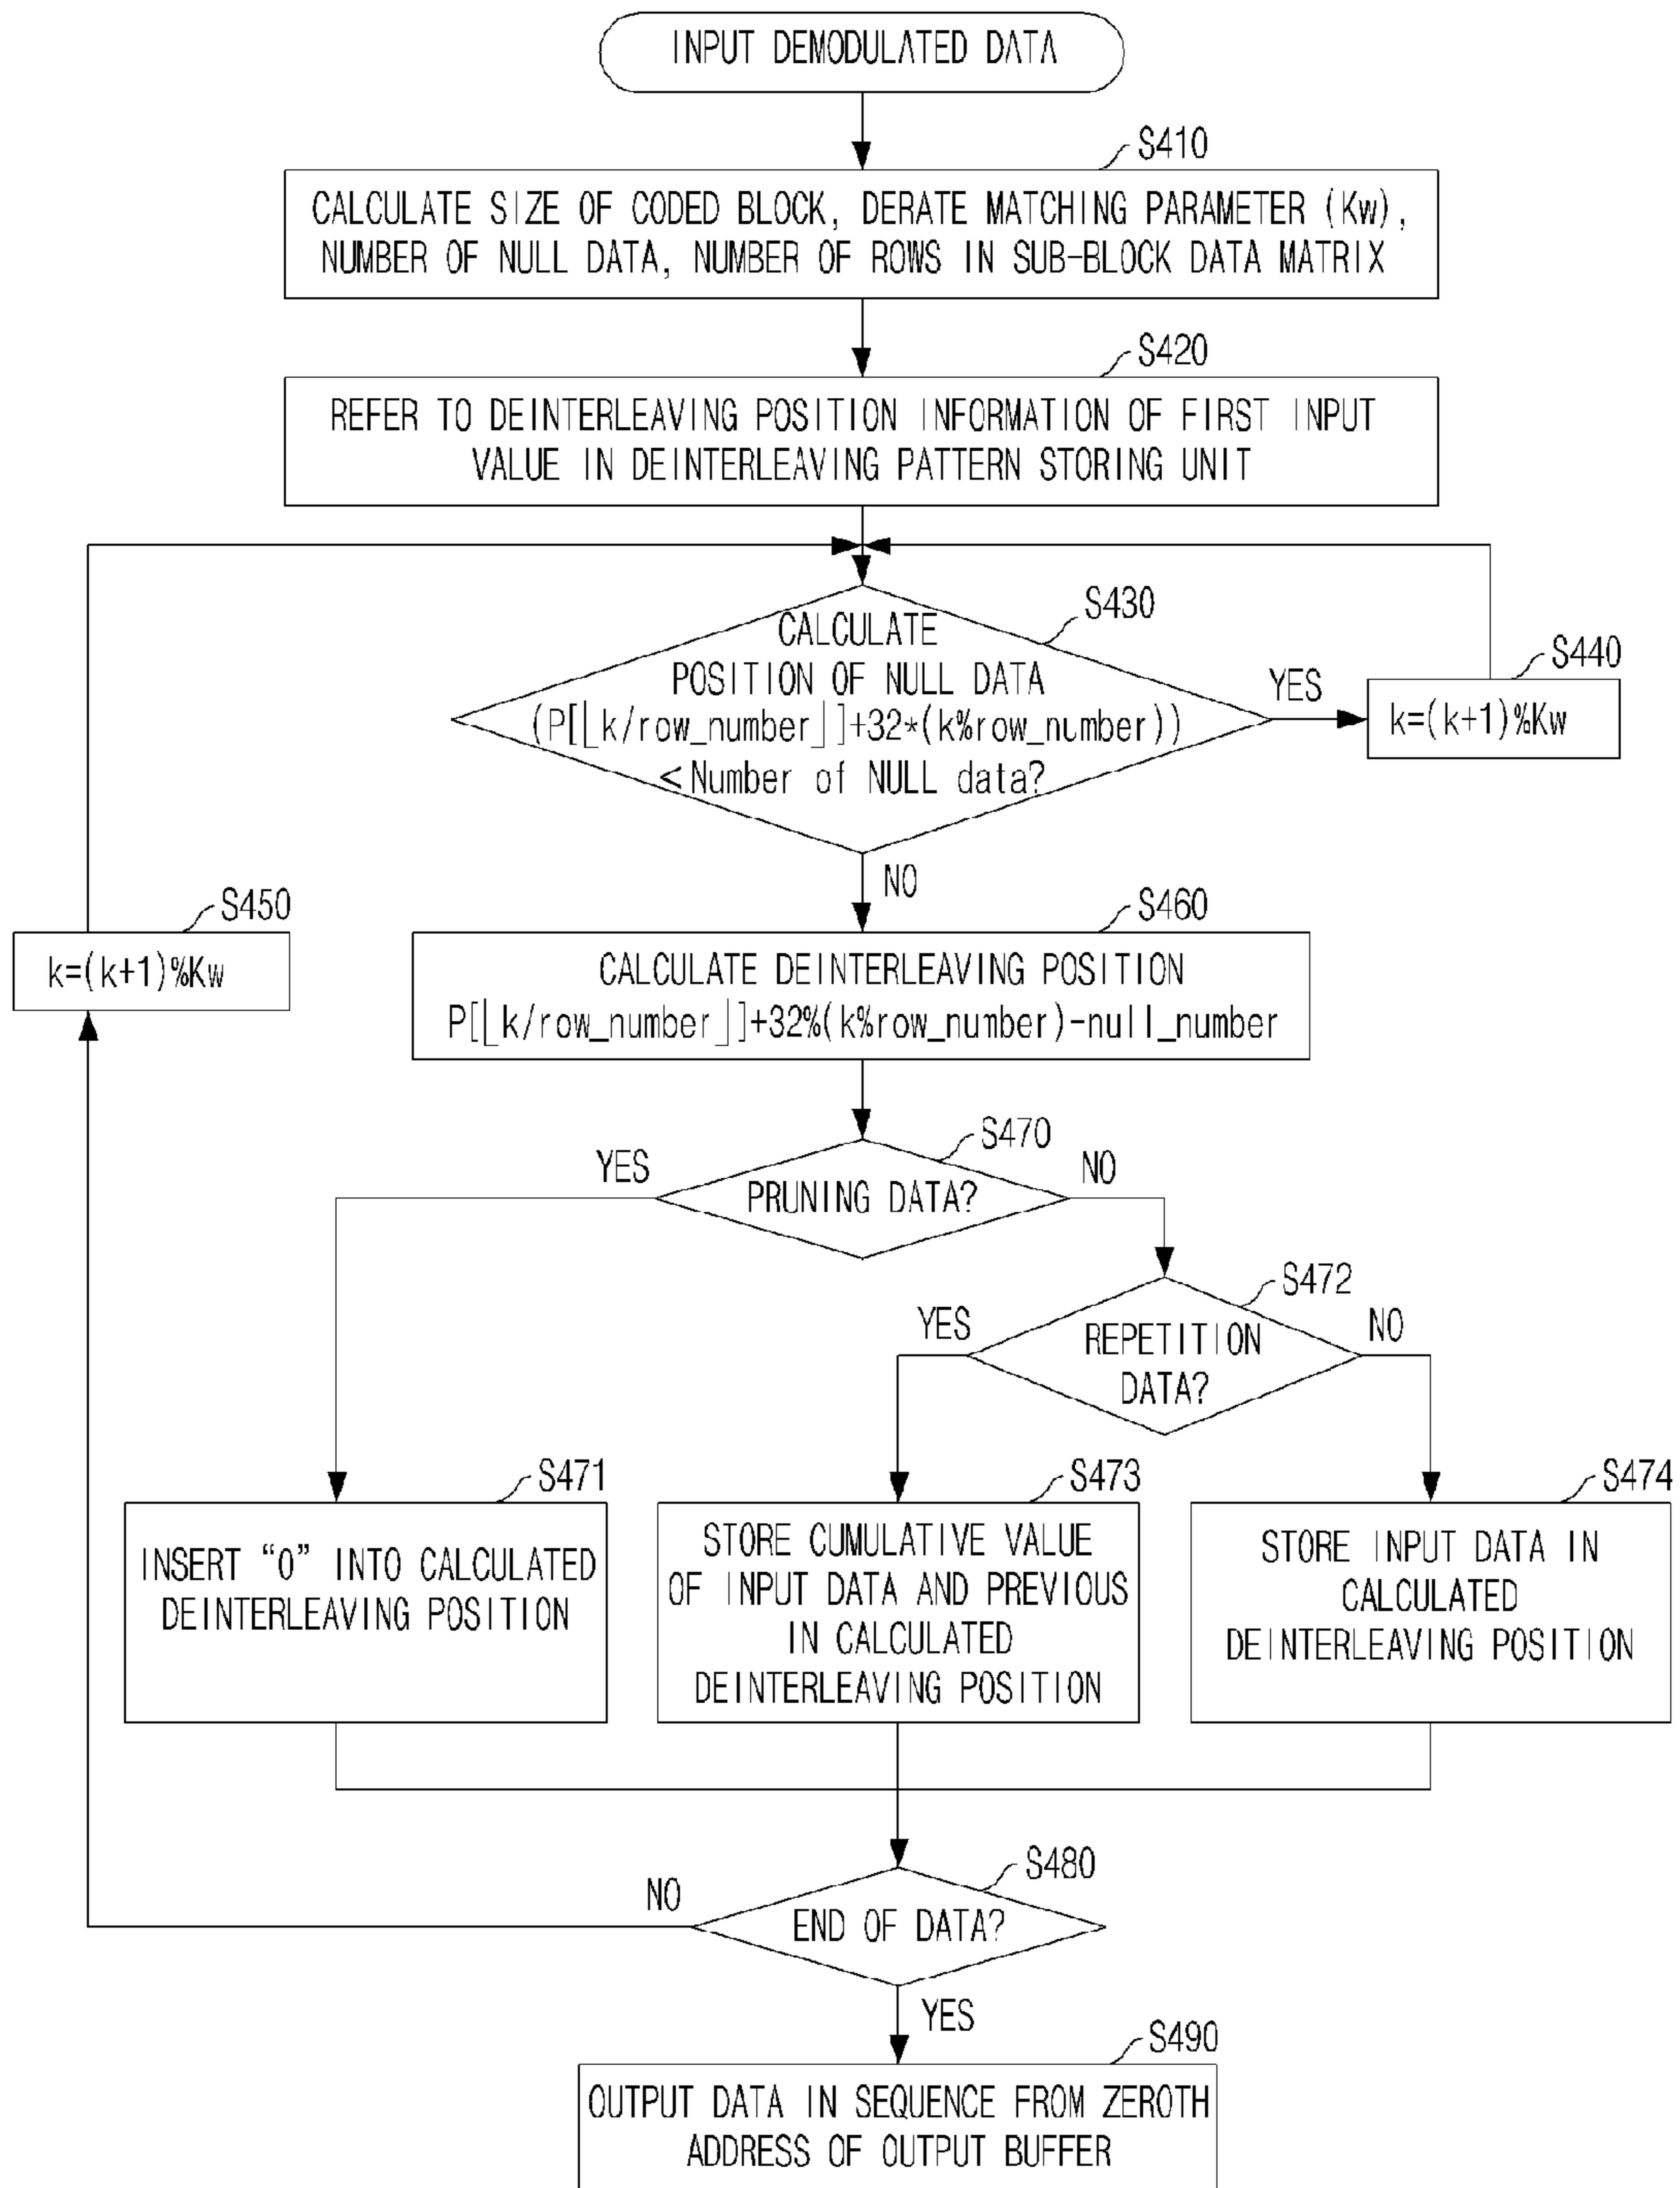 INPUT DEMODULATED DATA
S410
CALCULATE SIZE OF CODED BLOCK, DERATE MATCHING PARAMETER (Kw),
NUMBER OF NULL DATA, NUMBER OF ROWS IN SUB-BLOCK DATA MATRIX
S420
REFER TO DEINTERLEAVING POSITION INFORMATION OF FIRST INPUT
VALUE IN DEINTERLEAVING PATTERN STORING UNIT
S430
CALCULATE
POSITION OF NULL DATA
(P[⌊k/row_number⌋]+32*(k%row_number))
<Number of NULL data?
YES
S440
k=(k+1)%Kw
NO
S450
k=(k+1)%Kw
S460
CALCULATE DEINTERLEAVING POSITION
P[⌊k/row_number⌋]+32%(k%row_number)-null_number
S470
YES
NO
PRUNING DATA?
S472
YES
NO
REPETITION
DATA?
S471
INSERT “0” INTO CALCULATED
DEINTERLEAVING POSITION
S473
STORE CUMULATIVE VALUE
OF INPUT DATA AND PREVIOUS
IN CALCULATED
DEINTERLEAVING POSITION
S474
STORE INPUT DATA IN
CALCULATED
DEINTERLEAVING POSITION
S480
NO
END OF DATA?
YES
S490
OUTPUT DATA IN SEQUENCE FROM ZEROTH
ADDRESS OF OUTPUT BUFFER